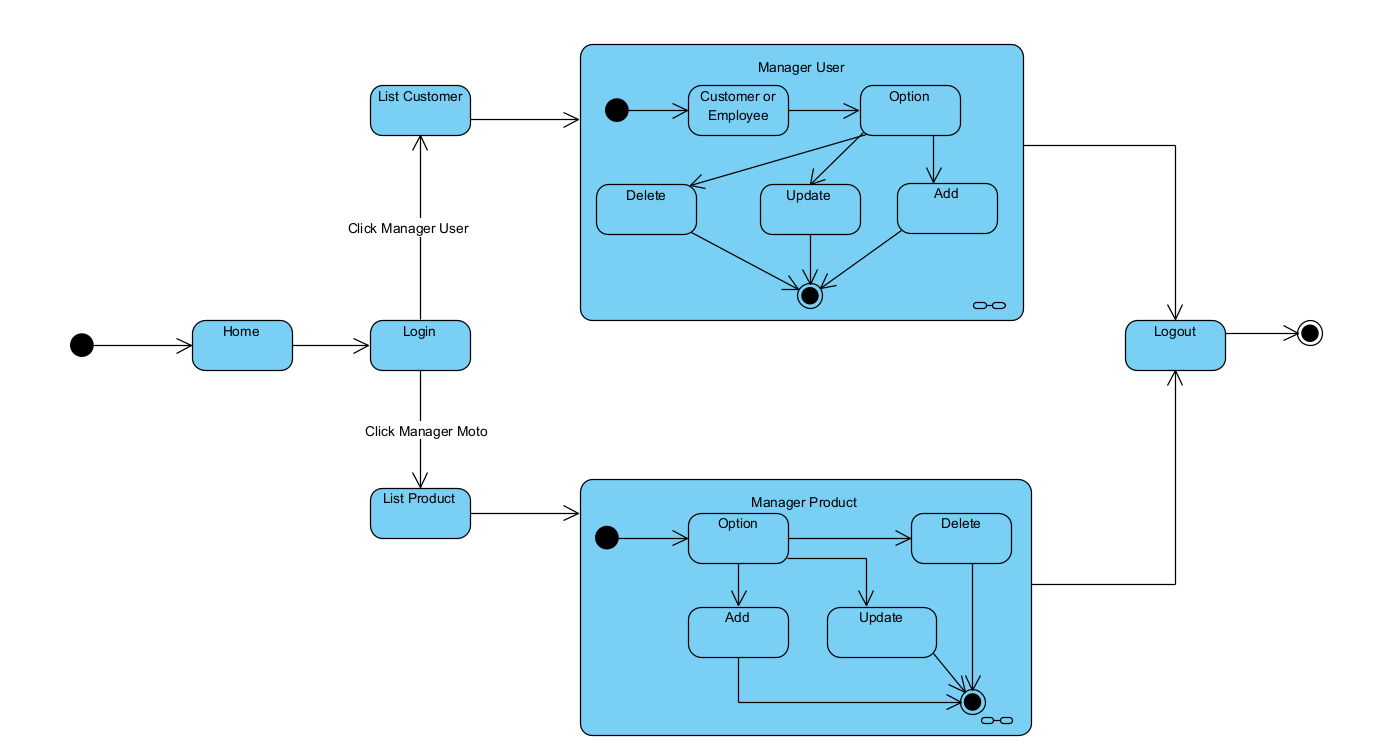 Manager User
List Customer
Customer or
Employee
Option
Delete
Update
Add
Click Manager User
Home
Login
Logout
Click Manager Moto
List Product
Manager Product
Option
Delete
Add
Update